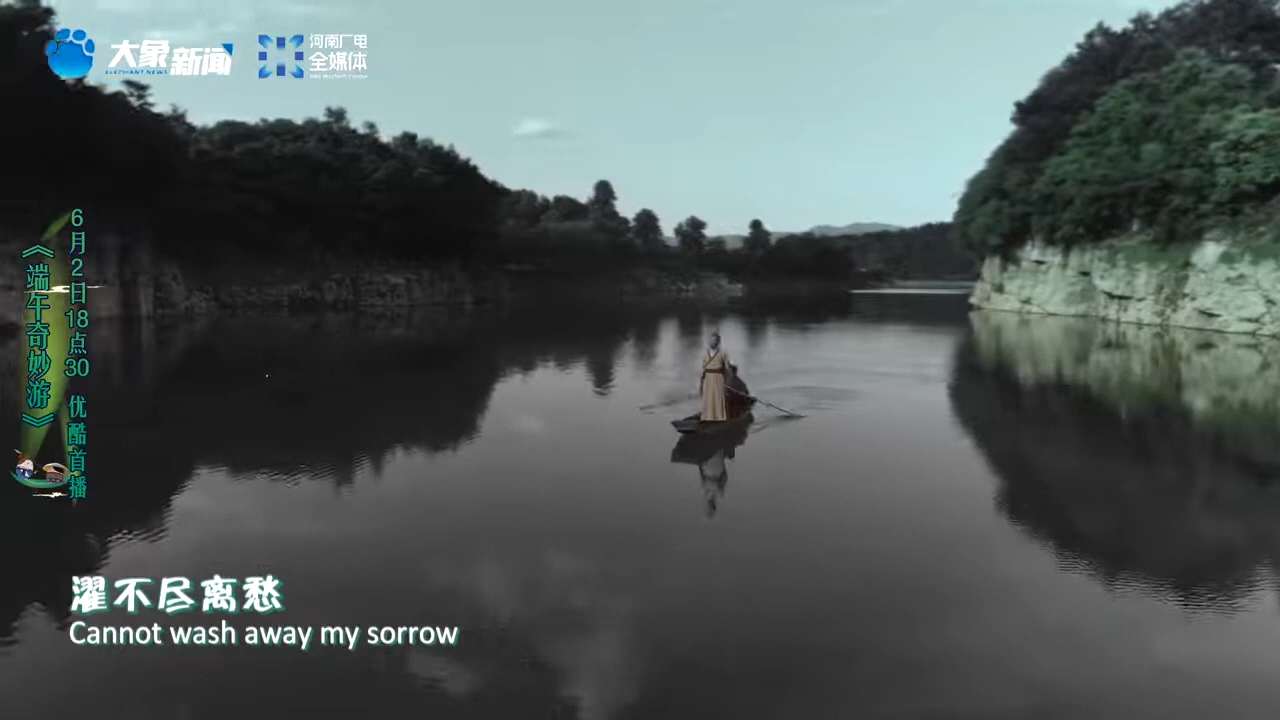 大象新闻
ELEPHANT NEWS
河南广电
全媒体
6月2日18点30 优酷首播
《端午奇妙游》
濯不尽离愁
Cannot wash away my sorrow